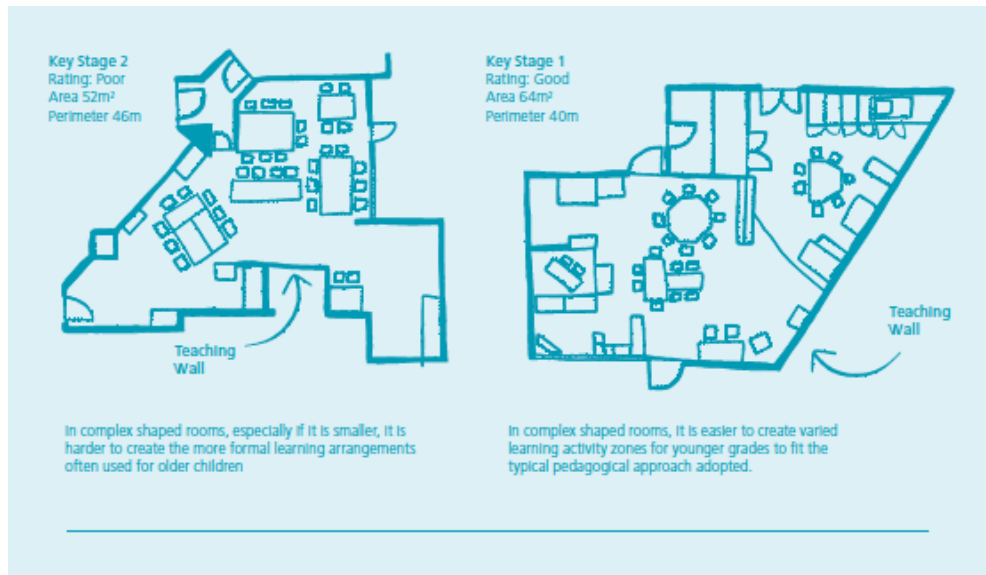 Key Stage 2
Rating: Poor
Area 52m²
Perimeter 46m
Teaching
Wall
In complex shaped rooms, especially if it is smaller, it is
harder to create the more formal learning arrangements
often used for older children
Key Stage 1
Rating: Good
Area 64m²
Perimeter 40m
Teaching
Wall
In complex shaped rooms, it is easier to create varied
learning activity zones for younger grades to fit the
typical pedagogical approach adopted.